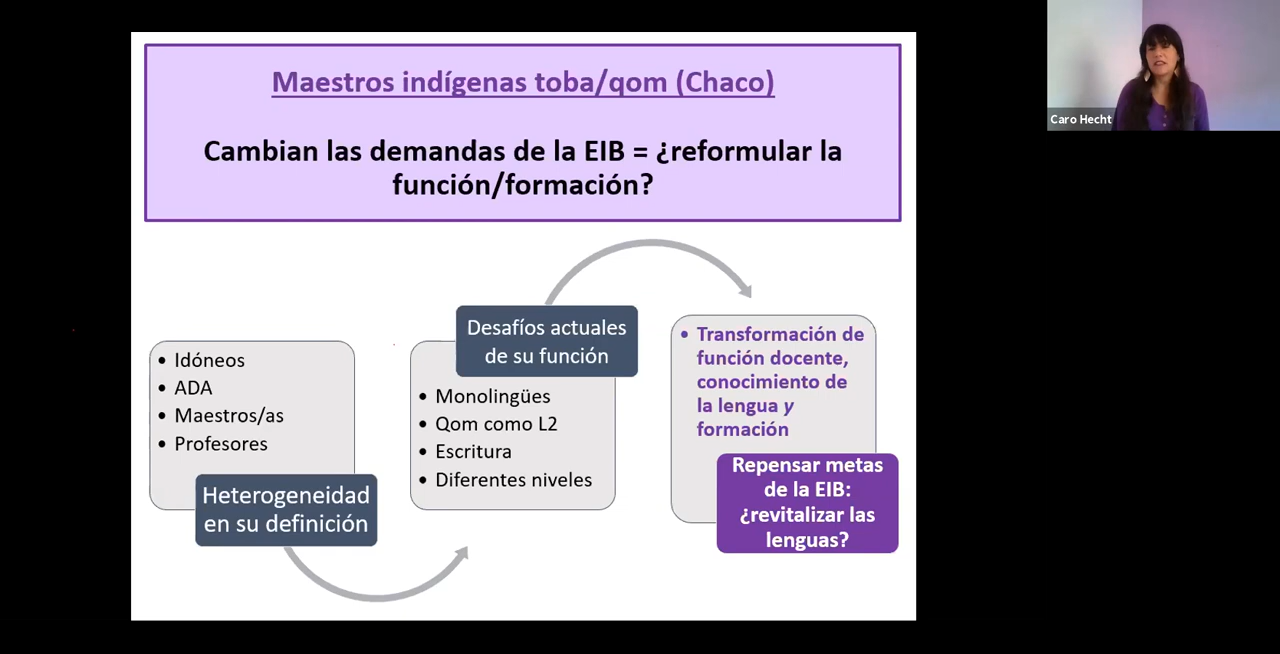 Maestros indígenas toba/qom (Chaco)
Cambian las demandas de la EIB = ¿reformular la
función/formación?
• Idóneos
• ADA
• Maestros/as
• Profesores
Heterogeneidad
en su definición
Desafíos actuales
de su función
• Monolingües
• Qom como L2
• Escritura
• Diferentes niveles
• Transformación de
función docente,
conocimiento de
la lengua y
formación
Repensar metas
de la EIB:
¿revitalizar las
lenguas?
Caro Hecht